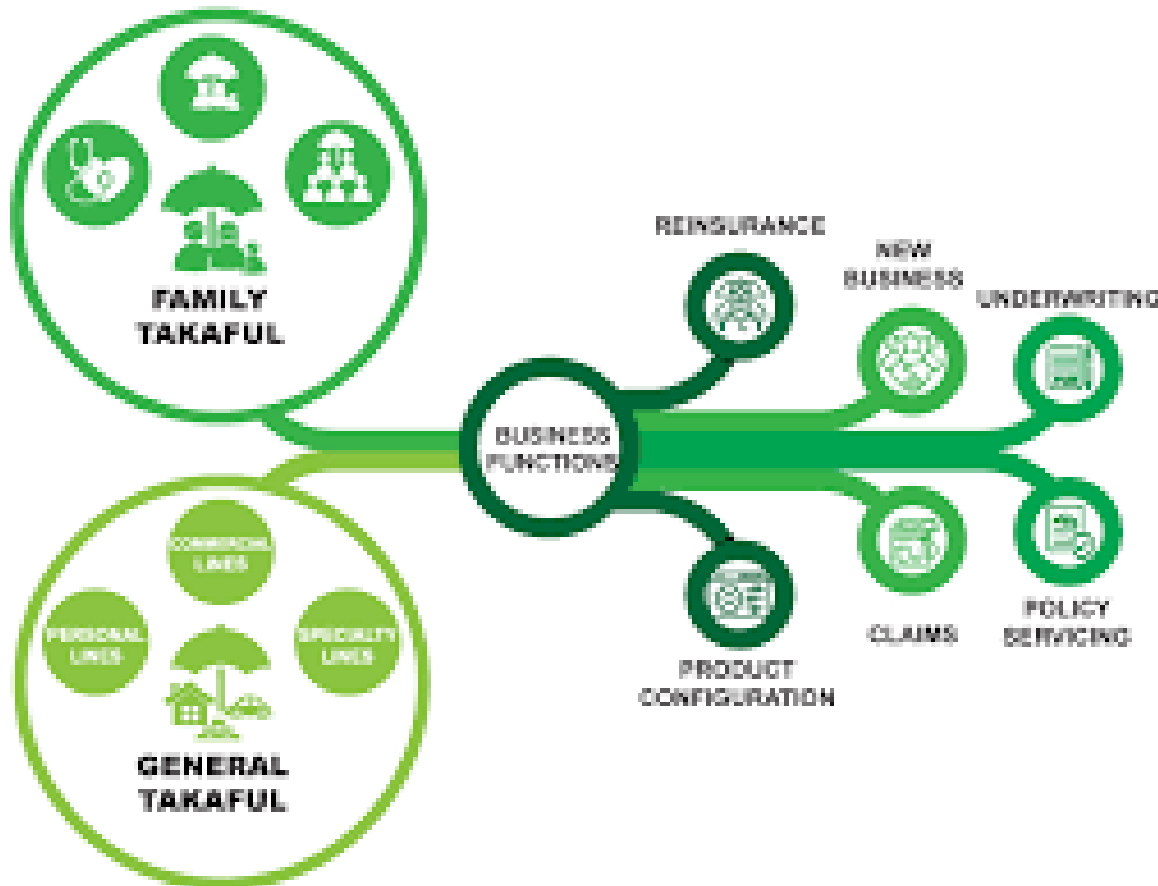 FAMILY
TAKAFUL
REINSURANCE
NEW
BUSINESS
UNDERWRITING
BUSINESS
FUNCTIONS
COMMERCIAL
LINES
PERSONAL
LINES
SPECIALTY
LINES
GENERAL
TAKAFUL
PRODUCT
CONFIGURATION
CLAIMS
POLICY
SERVICING